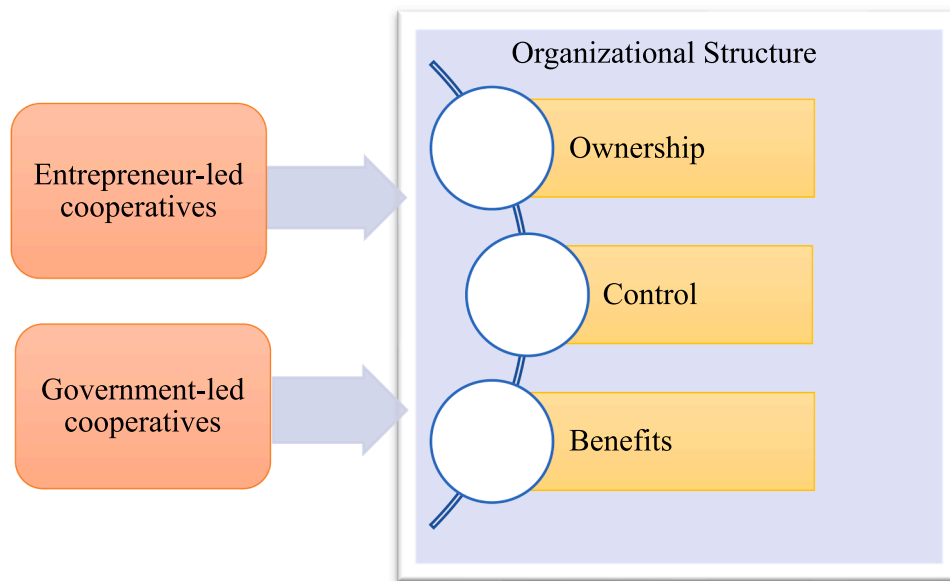 Organizational Structure
Entrepreneur-led
cooperatives
Ownership
Control
Government-led
cooperatives
Benefits